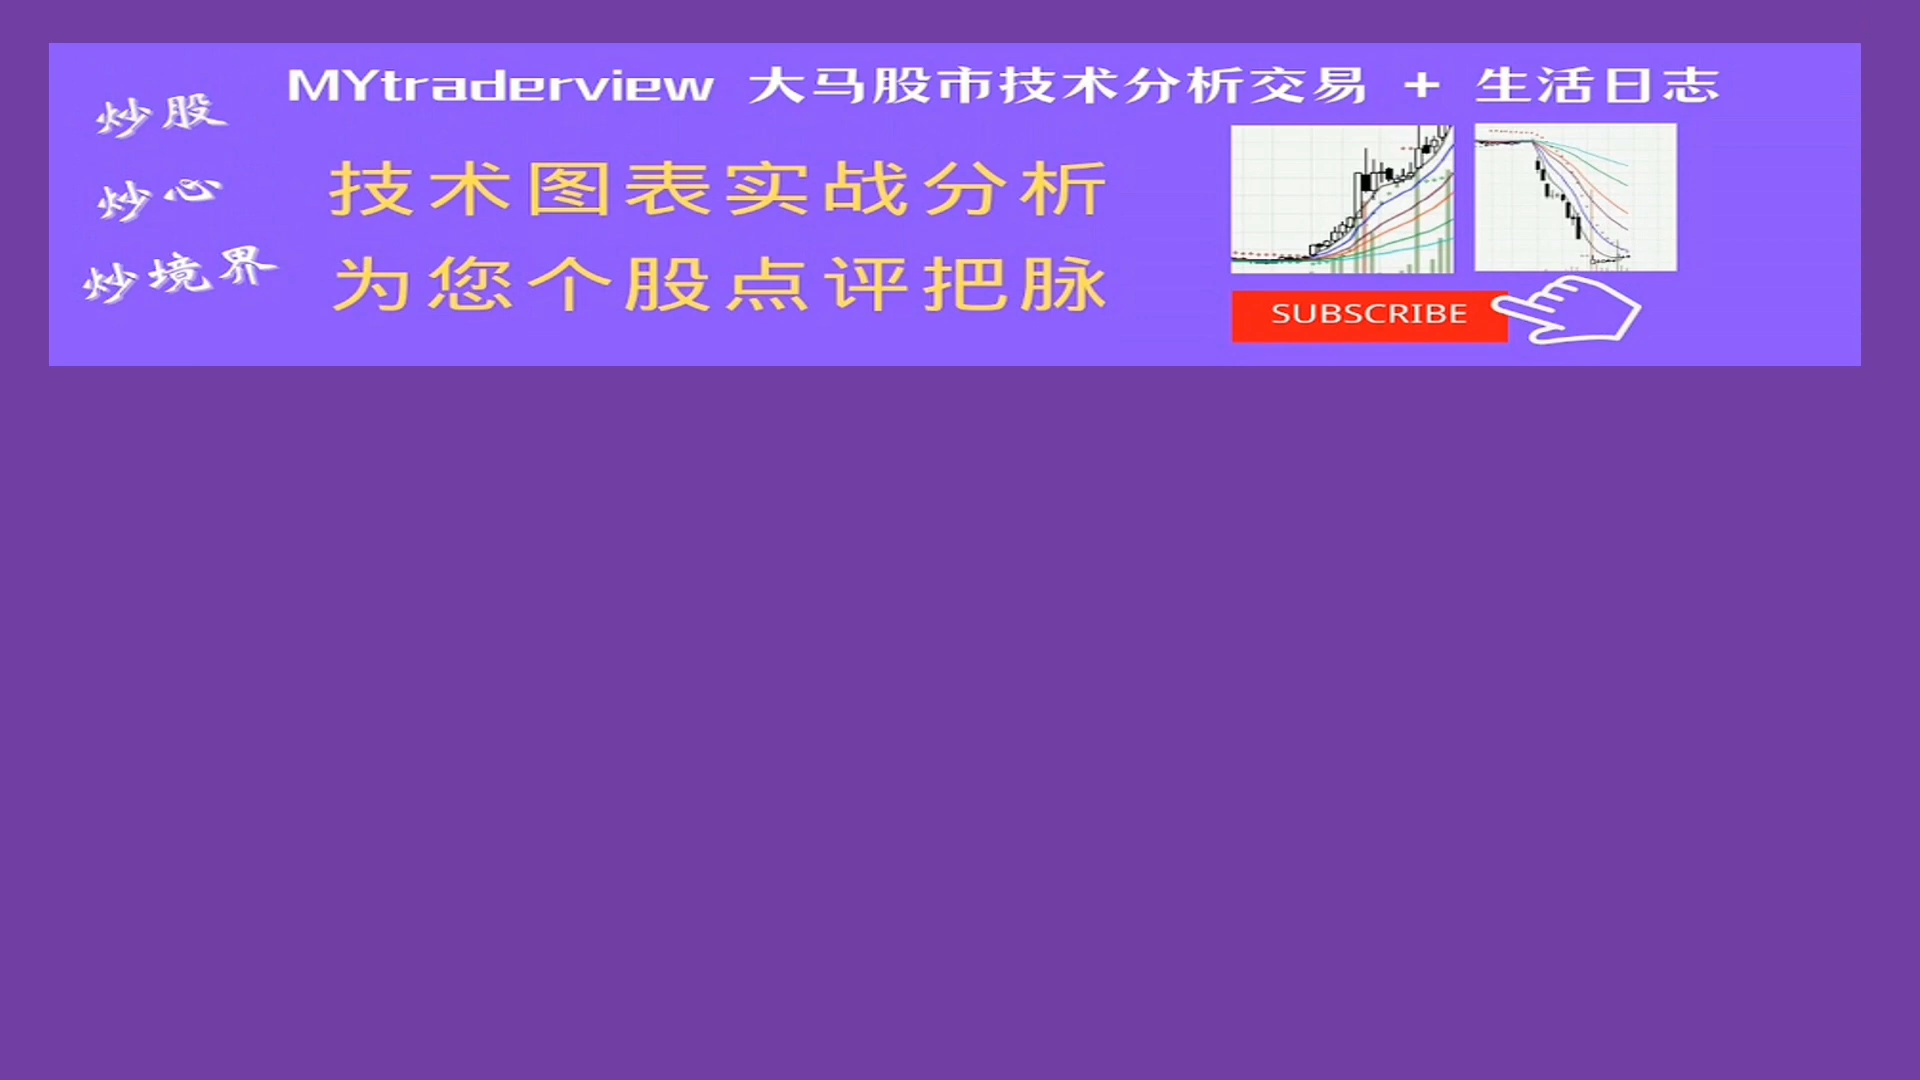 MYtraderview 大马股市技术分析交易 + 生活日志
炒股
炒心
炒境界
技术图表实战分析
为您个股点评把脉
SUBSCRIBE